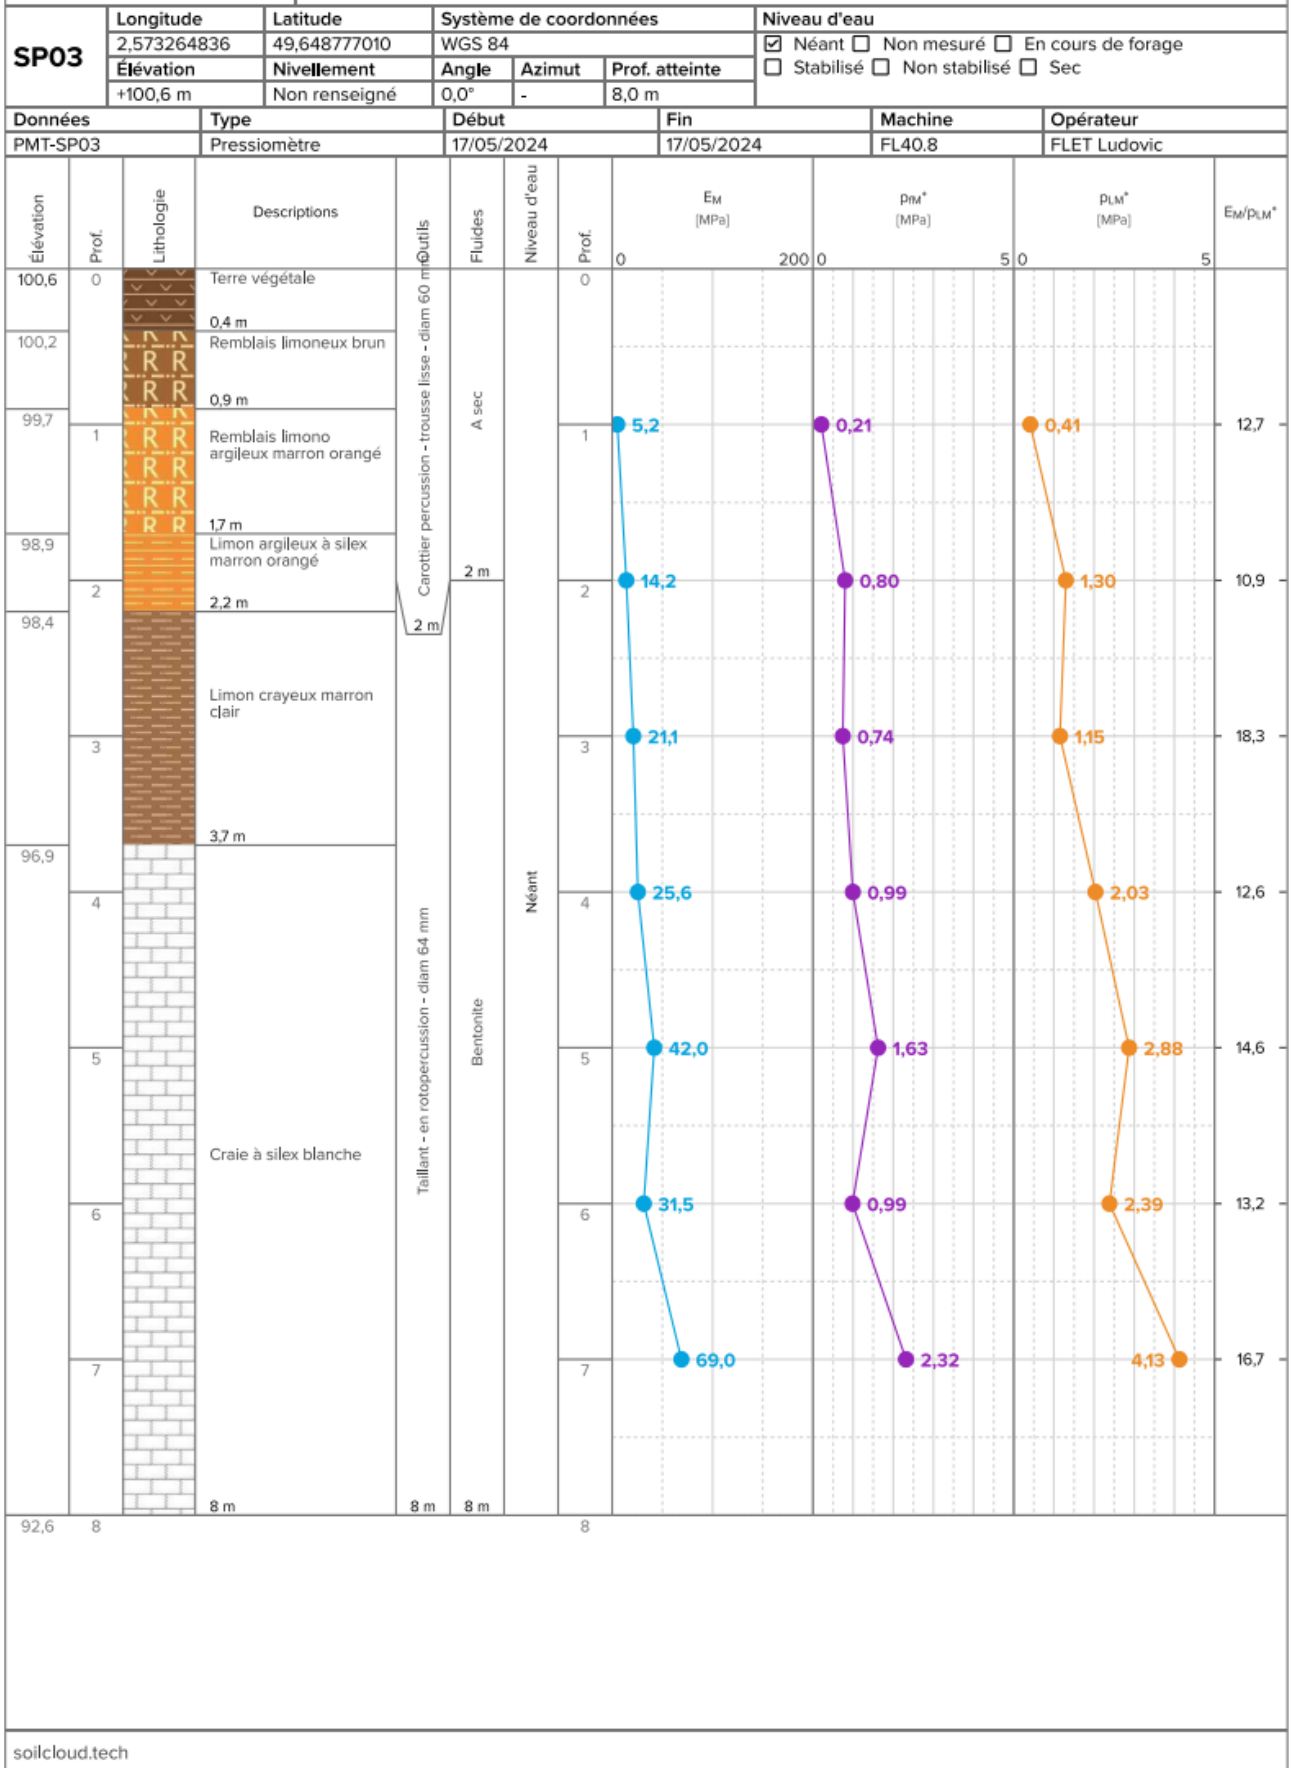 SP03
Longitude Latitude Système de coordonnées Niveau d'eau
2,573264836 49,648777010 WGS 84 Néant Non mesuré En cours de forage
Élévation Nivellement Angle Azimut Prof. atteinte Stabilisé Non stabilisé Sec
+100,6 m Non renseigné 0,0° - 8,0 m
Données Type Début Fin Machine Opérateur
PMT-SP03 Pressiomètre 17/05/2024 17/05/2024 FL40.8 FLET Ludovic
Élévation Prof. Lithologie Descriptions Outils Fluides Niveau d'eau Prof. EM pfM* pLM* EM/pLM*
[MPa] [MPa] [MPa]
0 200 0 5 0 5
100,6 0 Terre végétale 0
0,4 m
100,2 Remblais limoneux brun
R R
R R
R R
0,9 m
99,7
R R
1 5,2 0,21 0,41 12,7
1
Remblais limono
argileux marron orangé
R R
R R
R R
R R
1,7 m
98,9 Limon argileux à silex
marron orangé
Carottier percussion - trousse lisse - diam 60 mm
A sec
2 m
2 14,2 0,80 1,30 10,9
2
2,2 m
98,4
2 m
Limon crayeux marron
clair
3 21,1 0,74 1,15 18,3
3
3,7 m
96,9
4 25,6 0,99 2,03 12,6
4
Néant
Taillant - en rotopercussion - diam 64 mm
Bentonite
5 42,0 1,63 2,88 14,6
5
Craie à silex blanche
6 31,5 0,99 2,39 13,2
6
7 69,0 2,32 4,13 16,7
7
8 m 8 m 8 m
92,6 8 8
soilcloud.tech